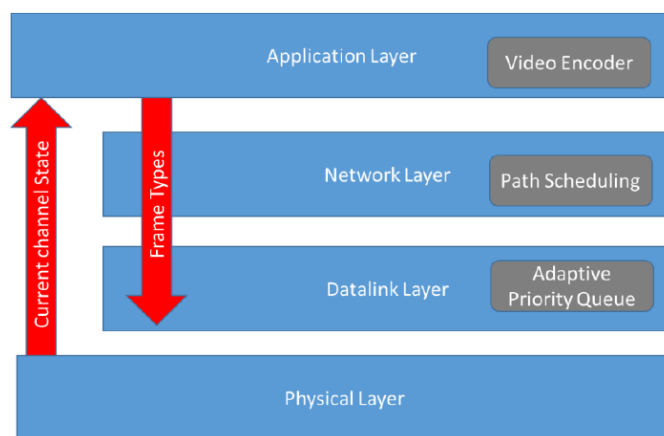 Application Layer
Video Encoder
Current channel State
Frame Types
Network Layer
Path Scheduling
Datalink Layer
Adaptive
Priority Queue
Physical Layer